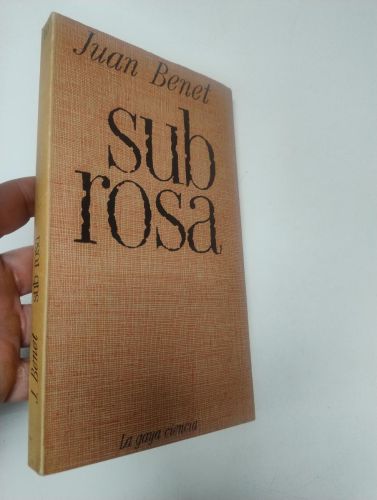 Juan Benet
sub
rosa
La gaya ciencia
J. Benet sub rosa